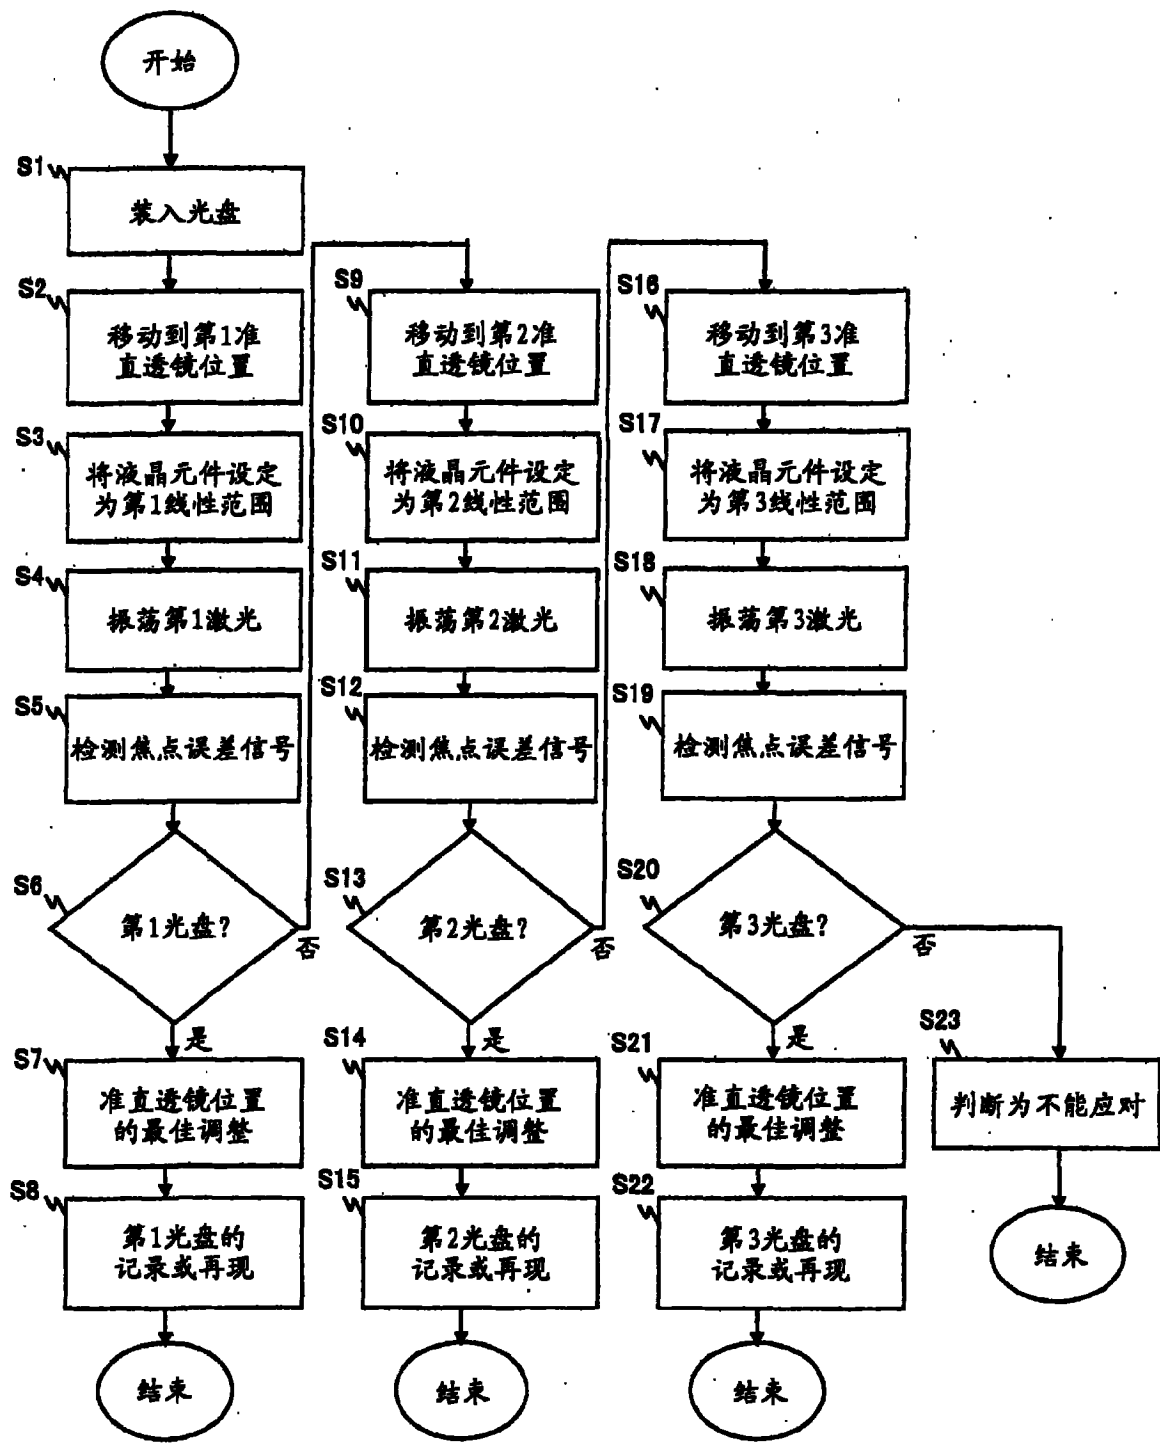 开始
S1
装入光盘
S2
移动到第1准
直透镜位置
S3
将液晶元件设定
为第1线性范围
S4
振荡第1激光
S5
检测焦点误差信号
S6
第1光盘?
否
是
S7
准直透镜位置
的最佳调整
S8
第1光盘的
记录或再现
结束
S9
移动到第2准
直透镜位置
S10
将液晶元件设定
为第2线性范围
S11
振荡第2激光
S12
检测焦点误差信号
S13
第2光盘?
否
是
S14
准直透镜位置
的最佳调整
S15
第2光盘的
记录或再现
结束
S16
移动到第3准
直透镜位置
S17
将液晶元件设定
为第3线性范围
S18
振荡第3激光
S19
检测焦点误差信号
S20
第3光盘?
否
是
S21
准直透镜位置
的最佳调整
S22
第3光盘的
记录或再现
结束
S23
判断为不能应对
结束